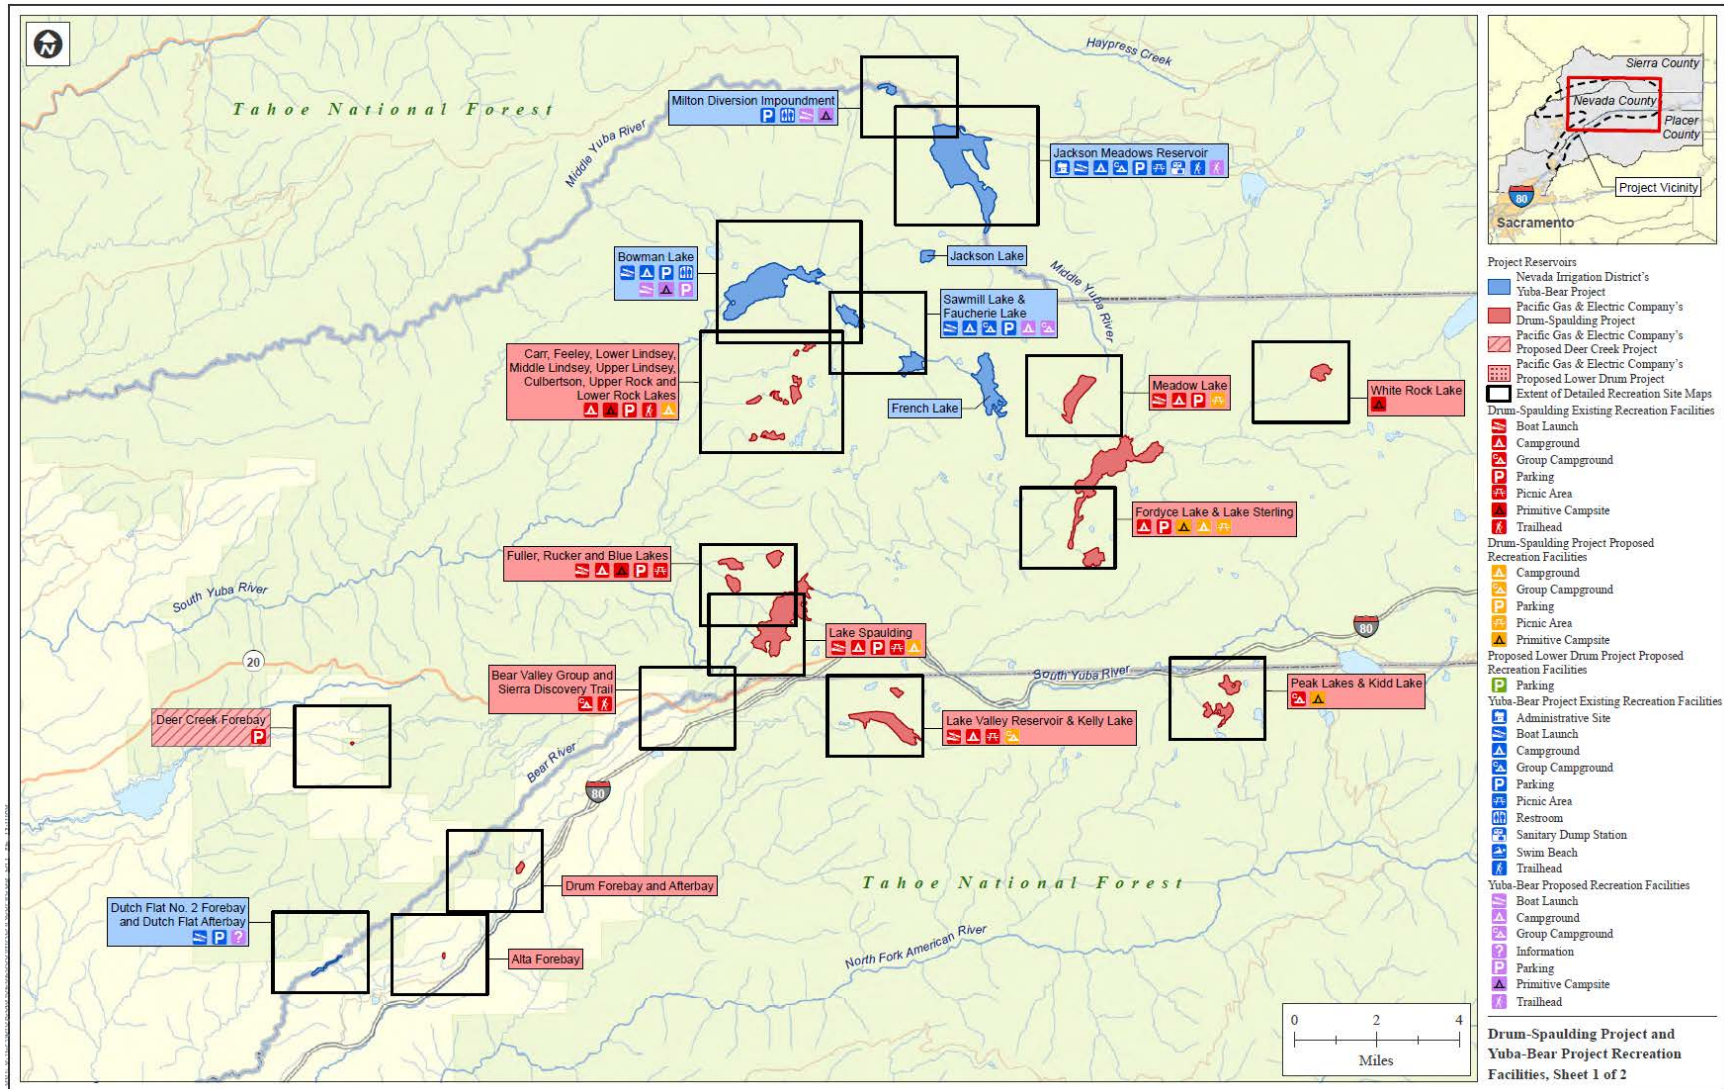 N
Haypress Creek
Tahoe National Forest
Middle Yuba River
Milton Diversion Impoundment
P
Jackson Meadows Reservoir
P
Bowman Lake
P
P
Jackson Lake
Middle Yuba River
Sawmill Lake &
Faucherie Lake
P
Carr, Feeley, Lower Lindsey,
Middle Lindsey, Upper Lindsey,
Culbertson, Upper Rock and
Lower Rock Lakes
P
French Lake
Meadow Lake
P
White Rock Lake
Fordyce Lake & Lake Sterling
P
Fuller, Rucker and Blue Lakes
P
South Yuba River
Lake Spaulding
P
80
20
Bear Valley Group and
Sierra Discovery Trail
South Yuba River
Peak Lakes & Kidd Lake
Deer Creek Forebay
P
Lake Valley Reservoir & Kelly Lake
Bear River
80
Drum Forebay and Afterbay
Tahoe National Forest
Dutch Flat No. 2 Forebay
and Dutch Flat Afterbay
P ?
Alta Forebay
North Fork American River
0 2 4
Miles
Sierra County
Nevada County
Placer
County
Project Vicinity
80
Sacramento
Project Reservoirs
Nevada Irrigation District's
Yuba-Bear Project
Pacific Gas & Electric Company's
Drum-Spaulding Project
Pacific Gas & Electric Company's
Proposed Deer Creek Project
Pacific Gas & Electric Company's
Proposed Lower Drum Project
Extent of Detailed Recreation Site Maps
Drum-Spaulding Existing Recreation Facilities
Boat Launch
Campground
Group Campground
P Parking
Picnic Area
Primitive Campsite
Trailhead
Drum-Spaulding Project Proposed
Recreation Facilities
Campground
Group Campground
P Parking
Picnic Area
Primitive Campsite
Proposed Lower Drum Project Proposed
Recreation Facilities
P Parking
Yuba-Bear Project Existing Recreation Facilities
Administrative Site
Boat Launch
Campground
Group Campground
P Parking
Picnic Area
Restroom
Sanitary Dump Station
Swim Beach
Trailhead
Yuba-Bear Proposed Recreation Facilities
Boat Launch
Campground
Group Campground
? Information
P Parking
Primitive Campsite
Trailhead
Drum-Spaulding Project and
Yuba-Bear Project Recreation
Facilities, Sheet 1 of 2